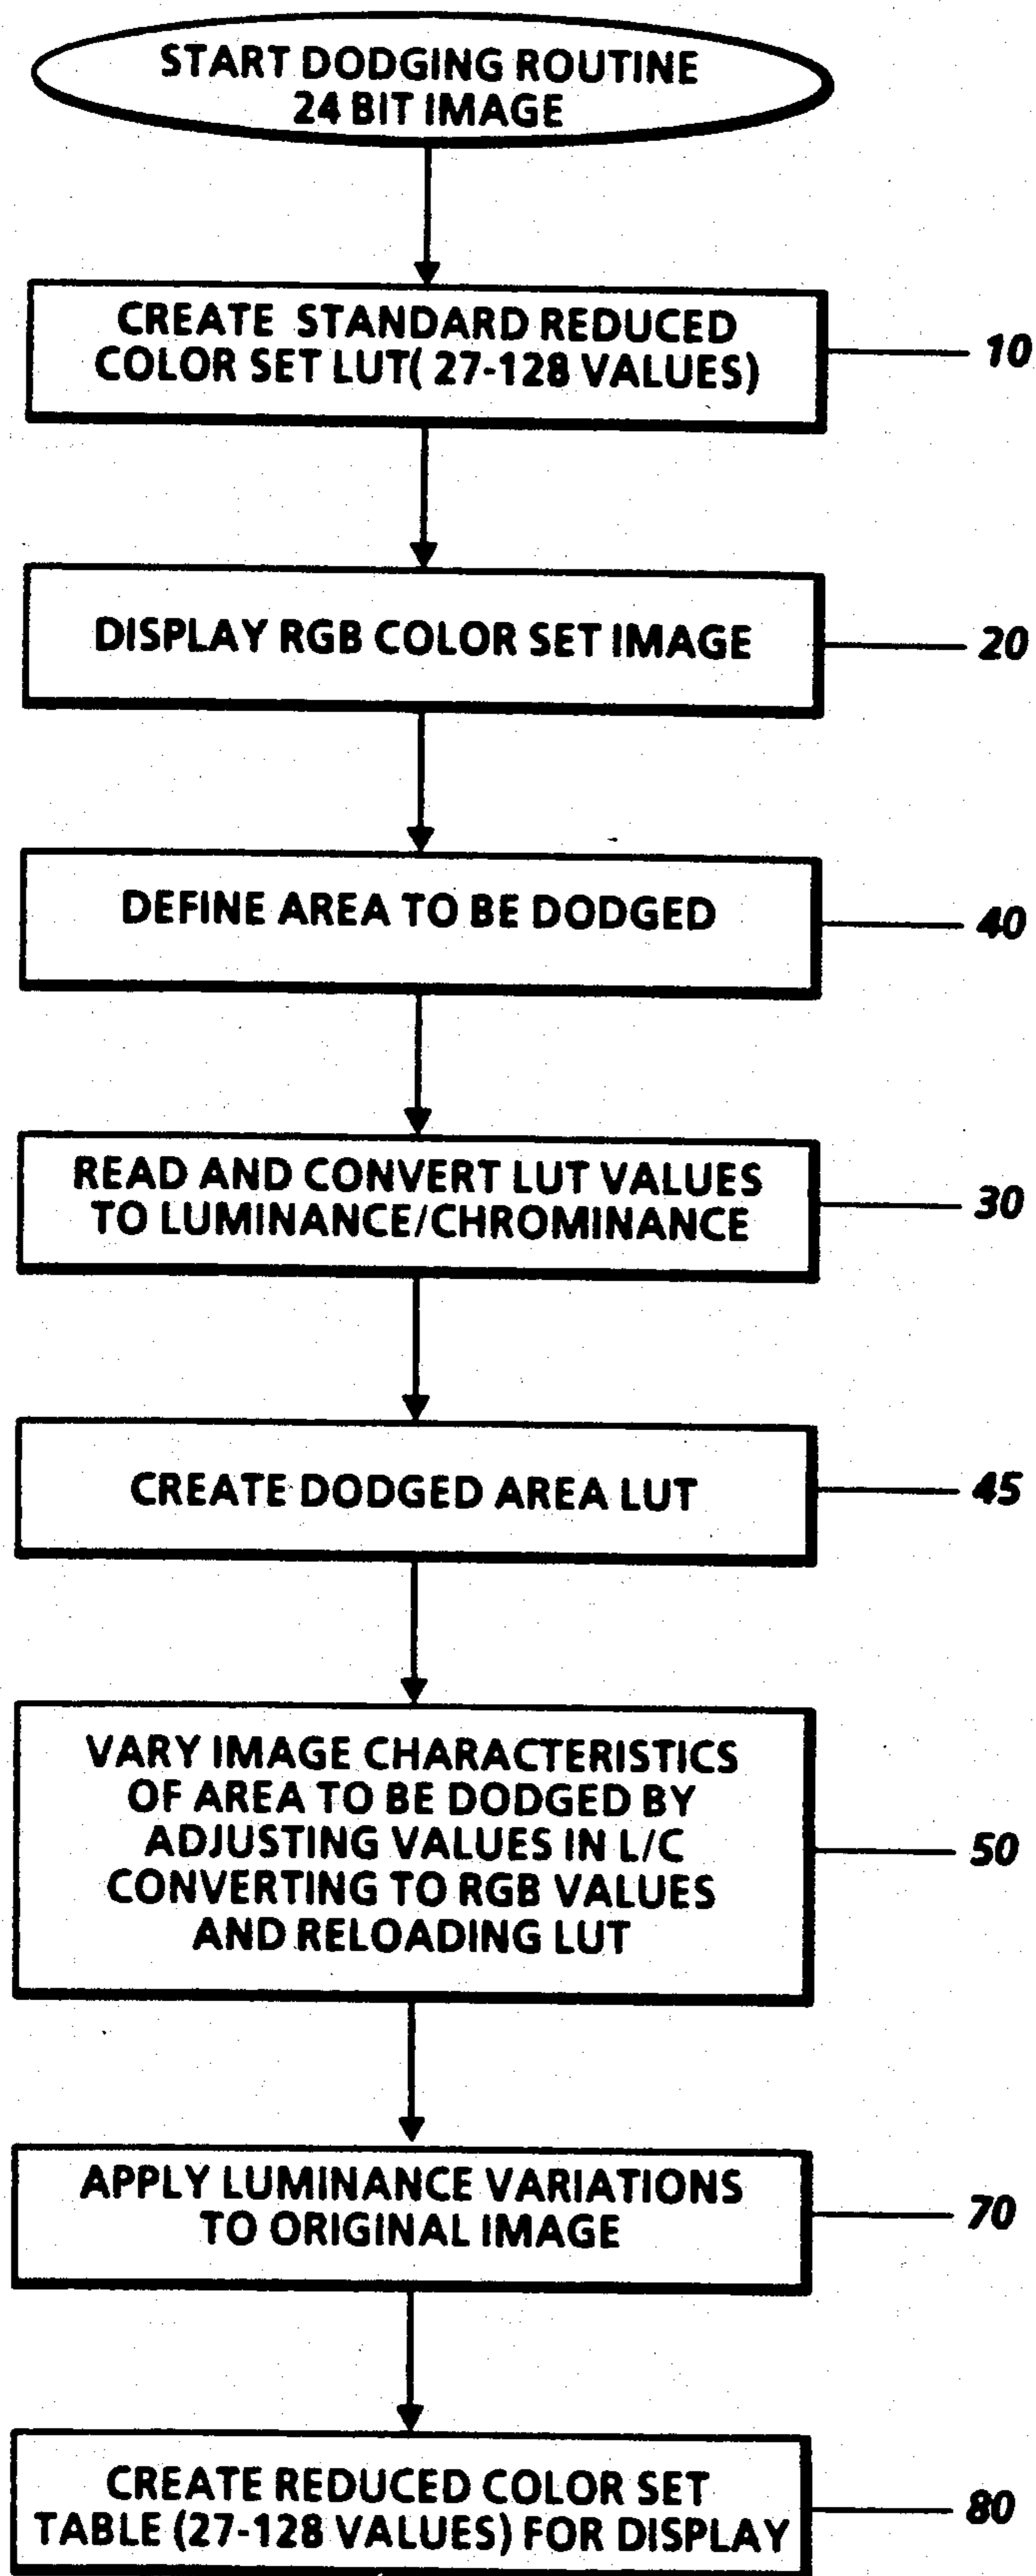 START DODGING ROUTINE
24 BIT IMAGE
CREATE STANDARD REDUCED
COLOR SET LUT( 27-128 VALUES)
10
DISPLAY RGB COLOR SET IMAGE
20
DEFINE AREA TO BE DODGED
40
READ AND CONVERT LUT VALUES
TO LUMINANCE/CHROMINANCE
30
CREATE DODGED AREA LUT
45
VARY IMAGE CHARACTERISTICS
OF AREA TO BE DODGED BY
ADJUSTING VALUES IN L/C
CONVERTING TO RGB VALUES
AND RELOADING LUT
50
APPLY LUMINANCE VARIATIONS
TO ORIGINAL IMAGE
70
CREATE REDUCED COLOR SET
TABLE (27-128 VALUES) FOR DISPLAY
80